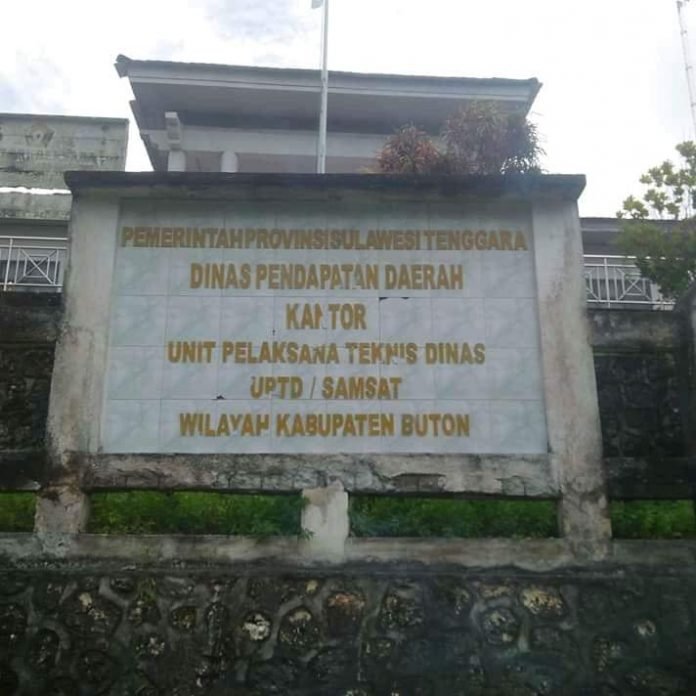 PEMERINTAH PROVINSI SULAWESI TENGGARA
DINAS PENDAPATAN DAERAH
KANTOR
UNIT PELAKSANA TEKNIS DINAS
UPTD / SAMSAT
WILAYAH KABUPATEN BUTON